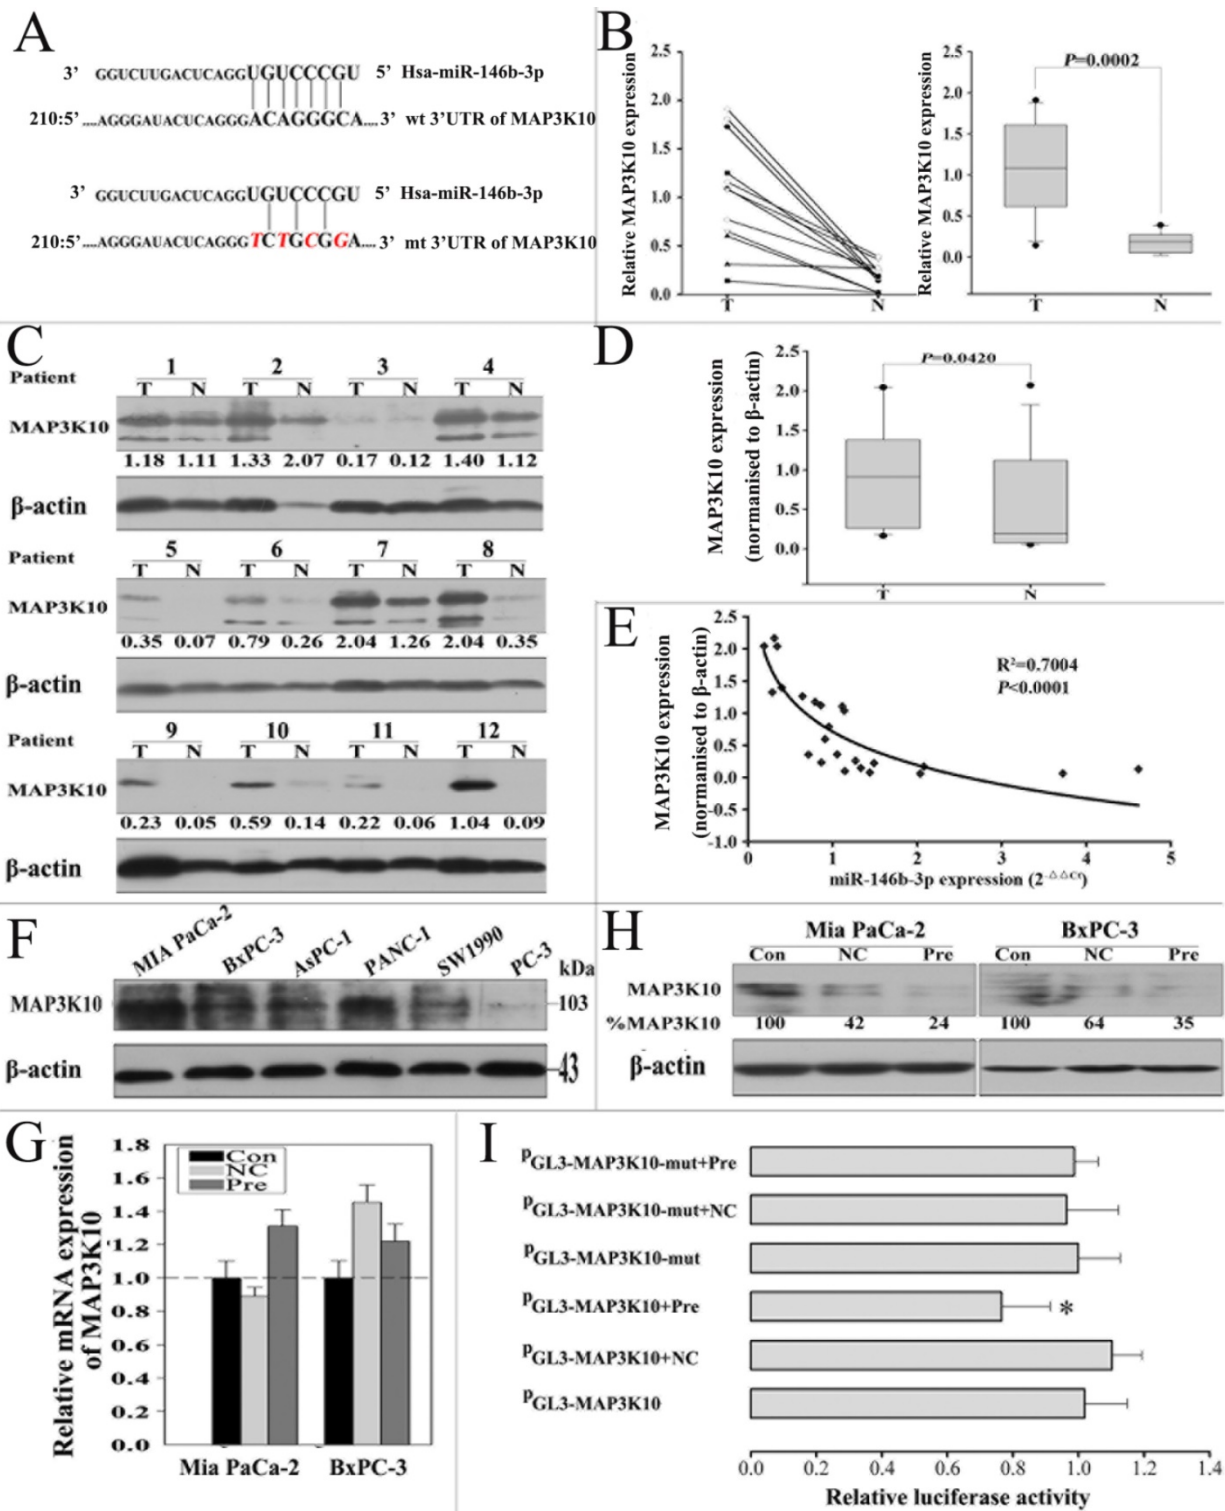 A
3’ GGUCUUGACUCAGGUGUCCCGU 5’ Hsa-miR-146b-3p
210:5’....AGGGAUACUCAGGGACAGGGCA....3’ wt 3’UTR of MAP3K10
3’ GGUCUUGACUCAGGUGUCCCGU 5’ Hsa-miR-146b-3p
210:5’....AGGGAUACUCAGGGTCTGCGGA....3’ mt 3’UTR of MAP3K10
B
Relative MAP3K10 expression
2.5
2.0
1.5
1.0
0.5
0.0
T N
Relative MAP3K10 expression
2.5
2.0
1.5
1.0
0.5
0.0
P=0.0002
T N
C
Patient 1 2 3 4
T N T N T N T N
MAP3K10
1.18 1.11 1.33 2.07 0.17 0.12 1.40 1.12
β-actin
Patient 5 6 7 8
T N T N T N T N
MAP3K10
0.35 0.07 0.79 0.26 2.04 1.26 2.04 0.35
β-actin
Patient 9 10 11 12
T N T N T N T N
MAP3K10
0.23 0.05 0.59 0.14 0.22 0.06 1.04 0.09
β-actin
D
MAP3K10 expression
(normanised to β-actin)
2.5
2.0
1.5
1.0
0.5
0.0
P=0.0420
T N
E
MAP3K10 expression
(normanised to β-actin)
2.5
2.0
1.5
1.0
0.5
0.0
-0.5
-1.0
R²=0.7004
P<0.0001
0 1 2 3 4 5
miR-146b-3p expression (2-△△Ct)
F
MIA PaCa-2 BxPC-3 AsPC-1 PANC-1 SW1990 PC-3 kDa
MAP3K10 103
β-actin 43
H
Mia PaCa-2 BxPC-3
Con NC Pre Con NC Pre
MAP3K10
%MAP3K10 100 42 24 100 64 35
β-actin
G
Relative mRNA expression
of MAP3K10
1.8
1.6
1.4
1.2
1.0
0.8
0.6
0.4
0.2
0.0
Con
NC
Pre
Mia PaCa-2 BxPC-3
I
pGL3-MAP3K10-mut+Pre
pGL3-MAP3K10-mut+NC
pGL3-MAP3K10-mut
pGL3-MAP3K10+Pre *
pGL3-MAP3K10+NC
pGL3-MAP3K10
0.0 0.2 0.4 0.6 0.8 1.0 1.2 1.4
Relative luciferase activity